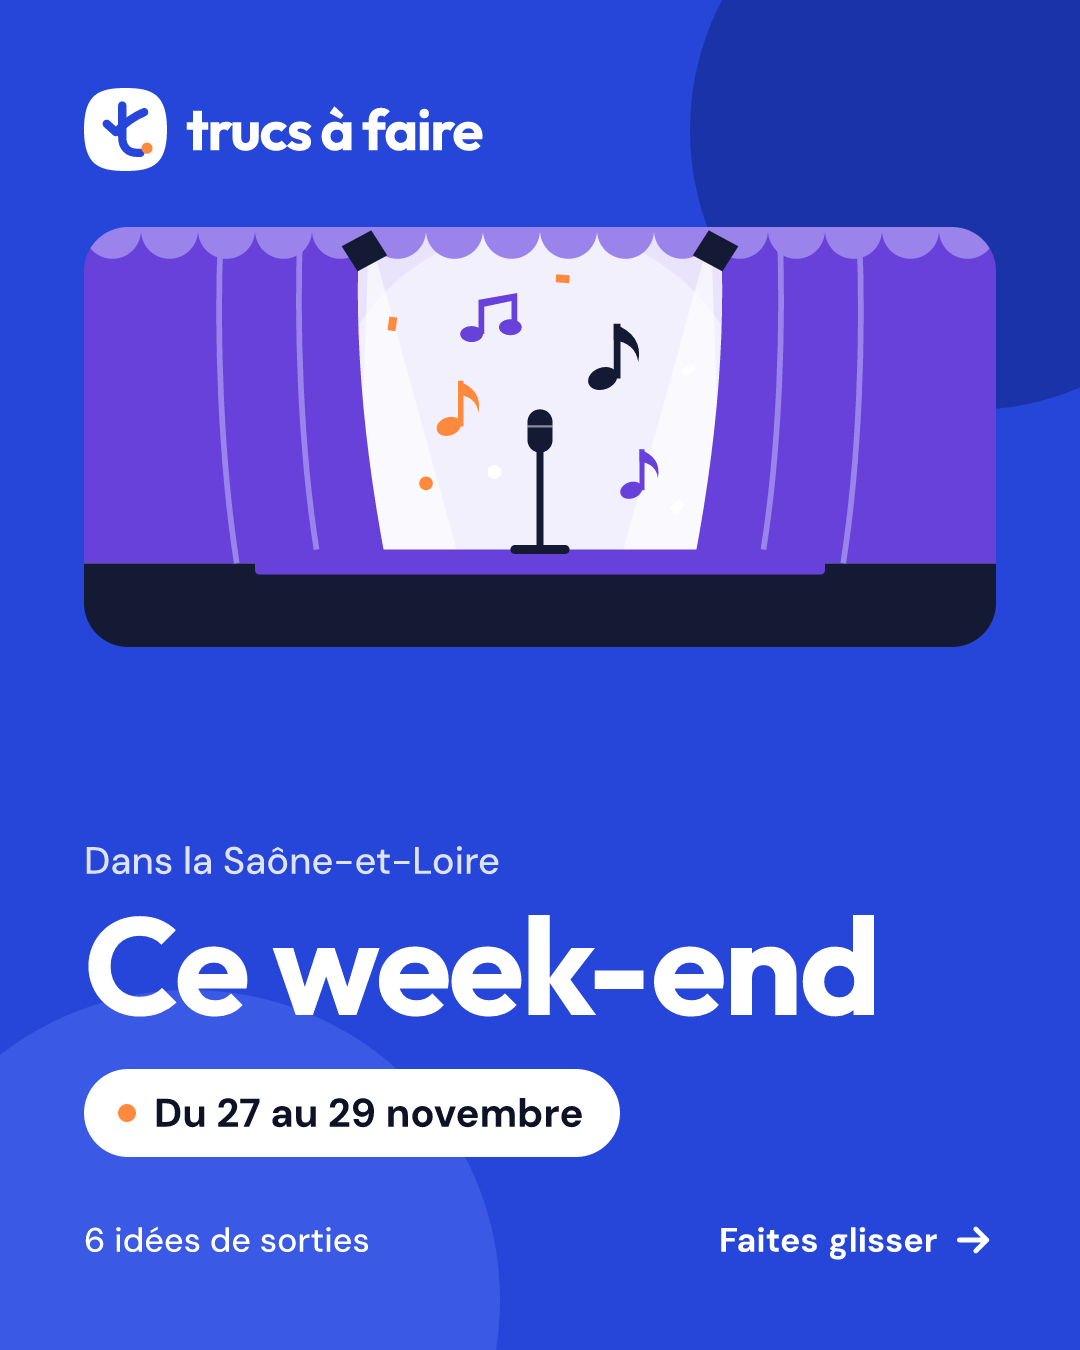 trucs à faire
Dans la Saône-et-Loire
Ce week-end
Du 27 au 29 novembre
6 idées de sorties
Faites glisser →